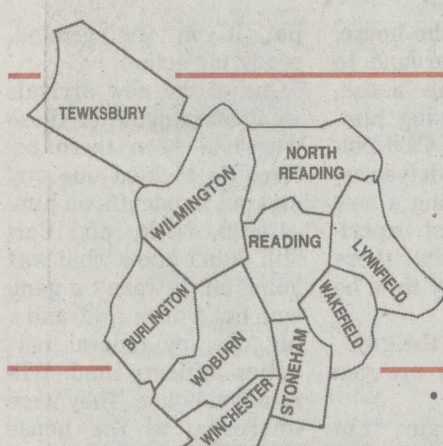 TEWKSBURY
NORTH
READING
WILMINGTON
READING
LYNNFIELD
WAKEFIELD
BURLINGTON
WOBURN
STONEHAM
WINCHESTER